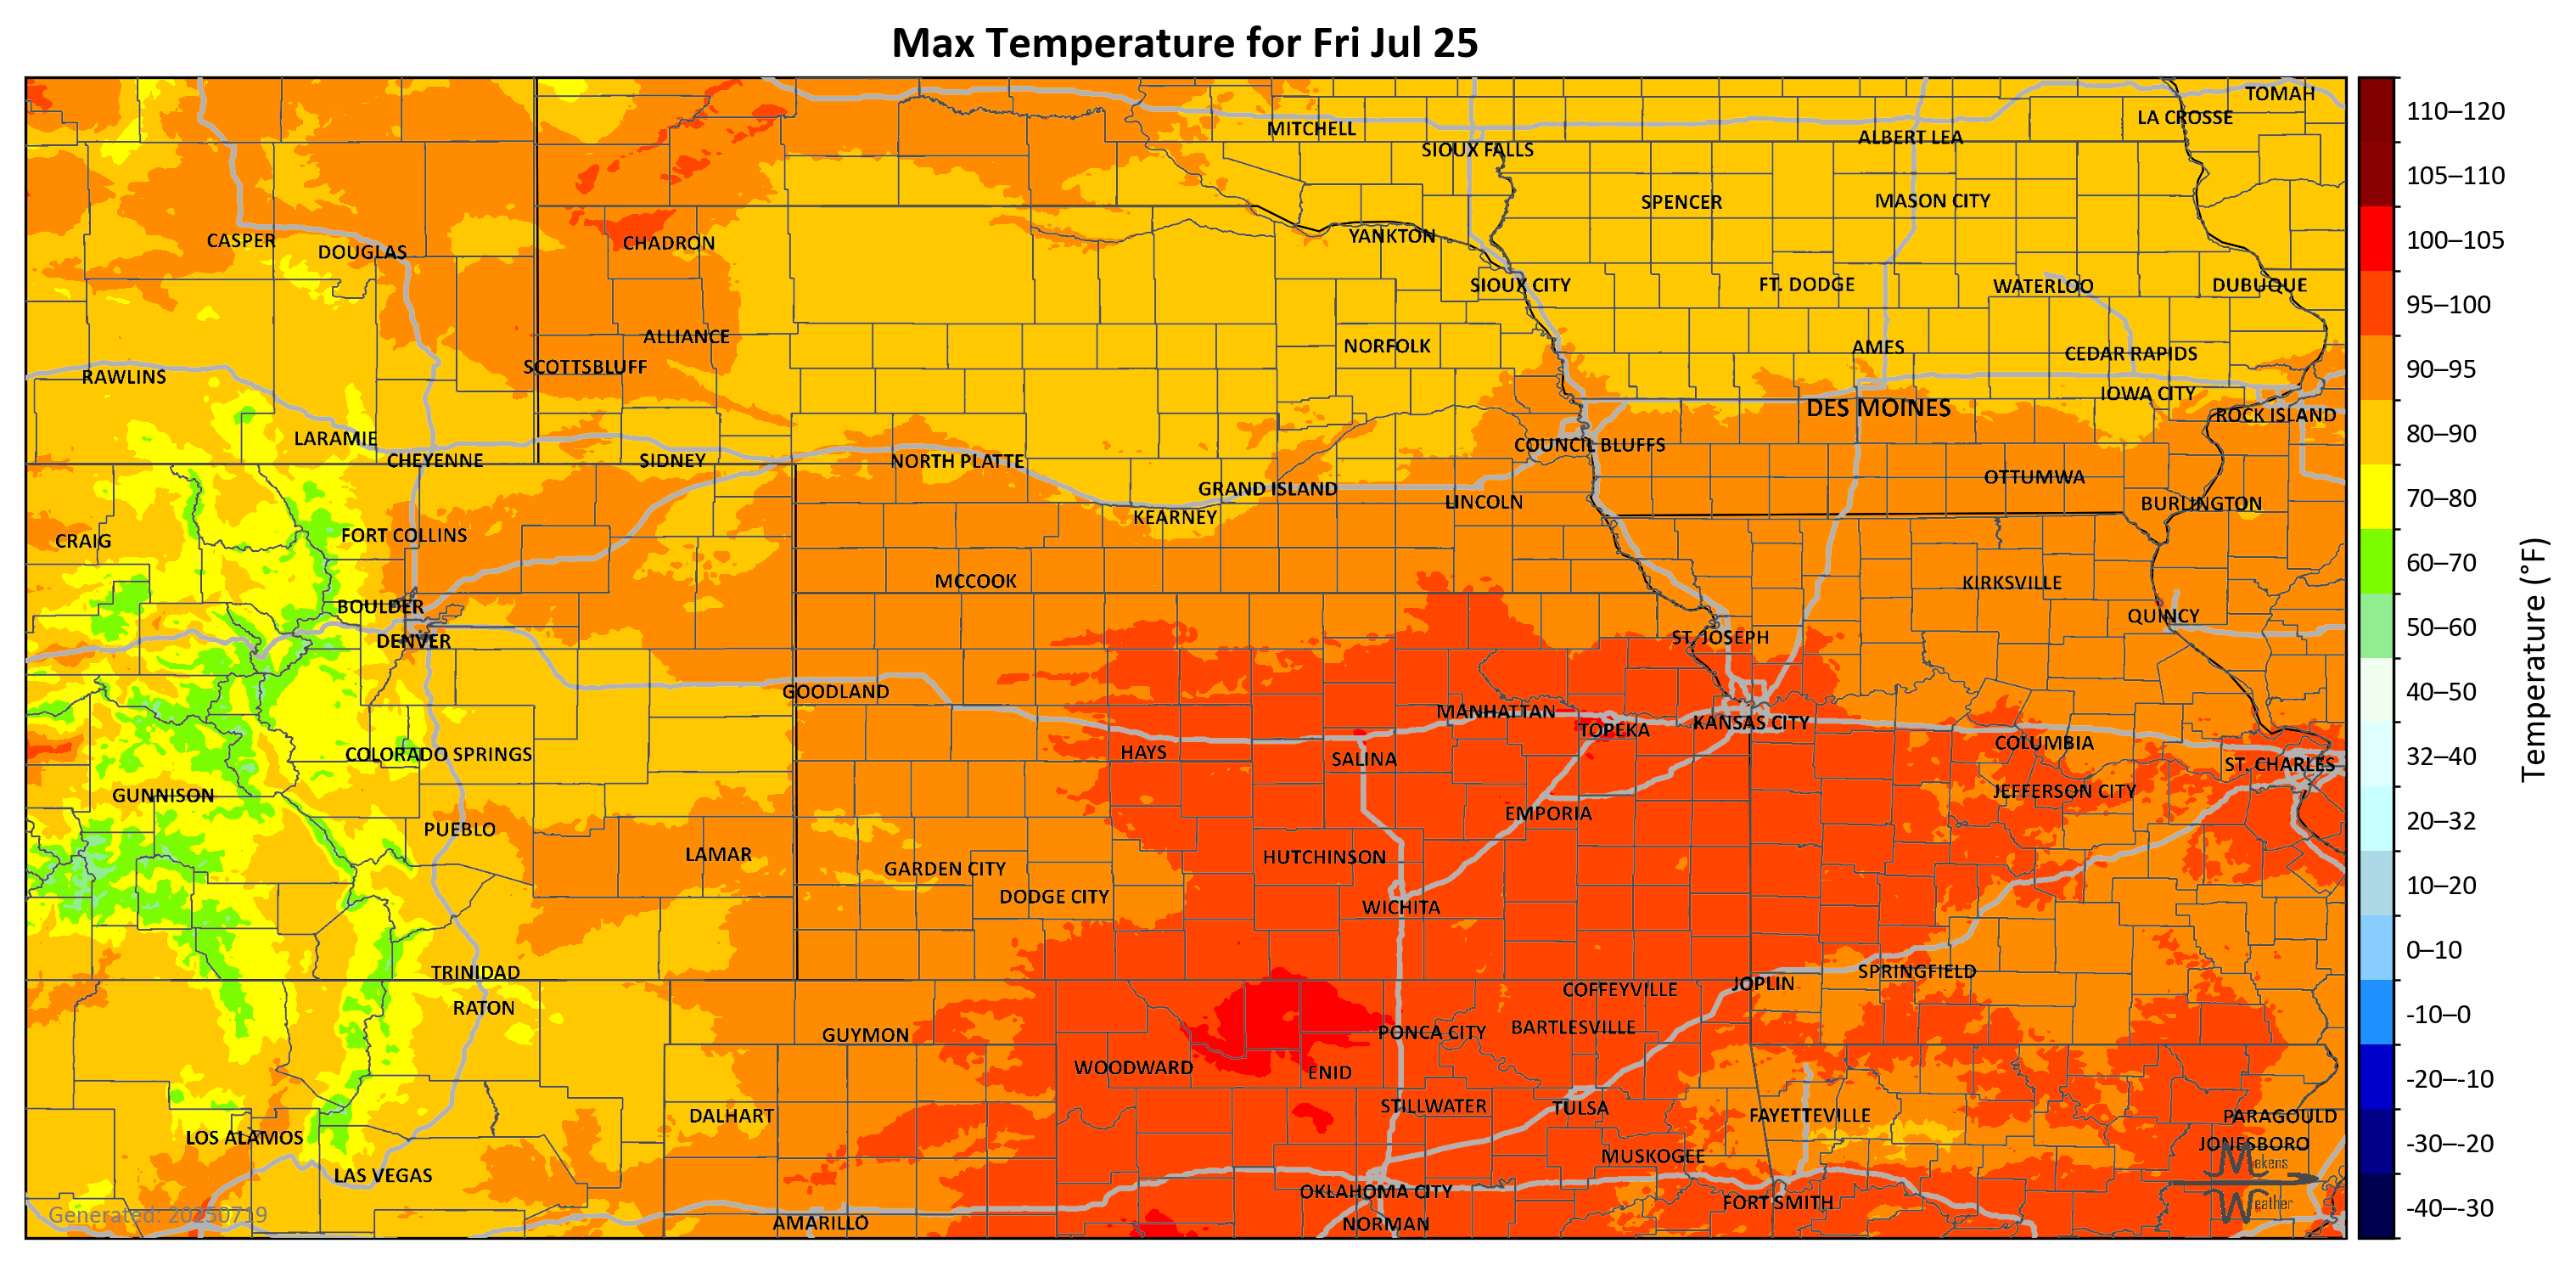 Max Temperature for Fri Jul 25
TOMAH
LA CROSSE
MITCHELL
ALBERT LEA
SIOUX FALLS
SPENCER
MASON CITY
CASPER
DOUGLAS
CHADRON
YANKTON
SIOUX CITY
FT. DODGE
WATERLOO
DUBUQUE
ALLIANCE
NORFOLK
AMES
CEDAR RAPIDS
SCOTTSBLUFF
RAWLINS
IOWA CITY
DES MOINES
ROCK ISLAND
LARAMIE
COUNCIL BLUFFS
CHEYENNE
SIDNEY
NORTH PLATTE
OTTUMWA
GRAND ISLAND
LINCOLN
BURLINGTON
KEARNEY
FORT COLLINS
CRAIG
MCCOOK
KIRKSVILLE
BOULDER
QUINCY
DENVER
ST. JOSEPH
GOODLAND
MANHATTAN
TOPEKA
KANSAS CITY
COLUMBIA
COLORADO SPRINGS
HAYS
SALINA
ST. CHARLES
GUNNISON
JEFFERSON CITY
EMPORIA
PUEBLO
LAMAR
HUTCHINSON
GARDEN CITY
DODGE CITY
WICHITA
TRINIDAD
SPRINGFIELD
JOPLIN
COFFEYVILLE
RATON
GUYMON
PONCA CITY
BARTLESVILLE
WOODWARD
ENID
DALHART
STILLWATER
TULSA
FAYETTEVILLE
PARAGOULD
LOS ALAMOS
JONESBORO
MUSKOGEE
LAS VEGAS
OKLAHOMA CITY
FORT SMITH
AMARILLO
NORMAN
Generated: 20250719
Makens
Weather
110–120
105–110
100–105
95–100
90–95
80–90
70–80
60–70
50–60
40–50
32–40
20–32
10–20
0–10
-10–0
-20–-10
-30–-20
-40–-30
Temperature (°F)